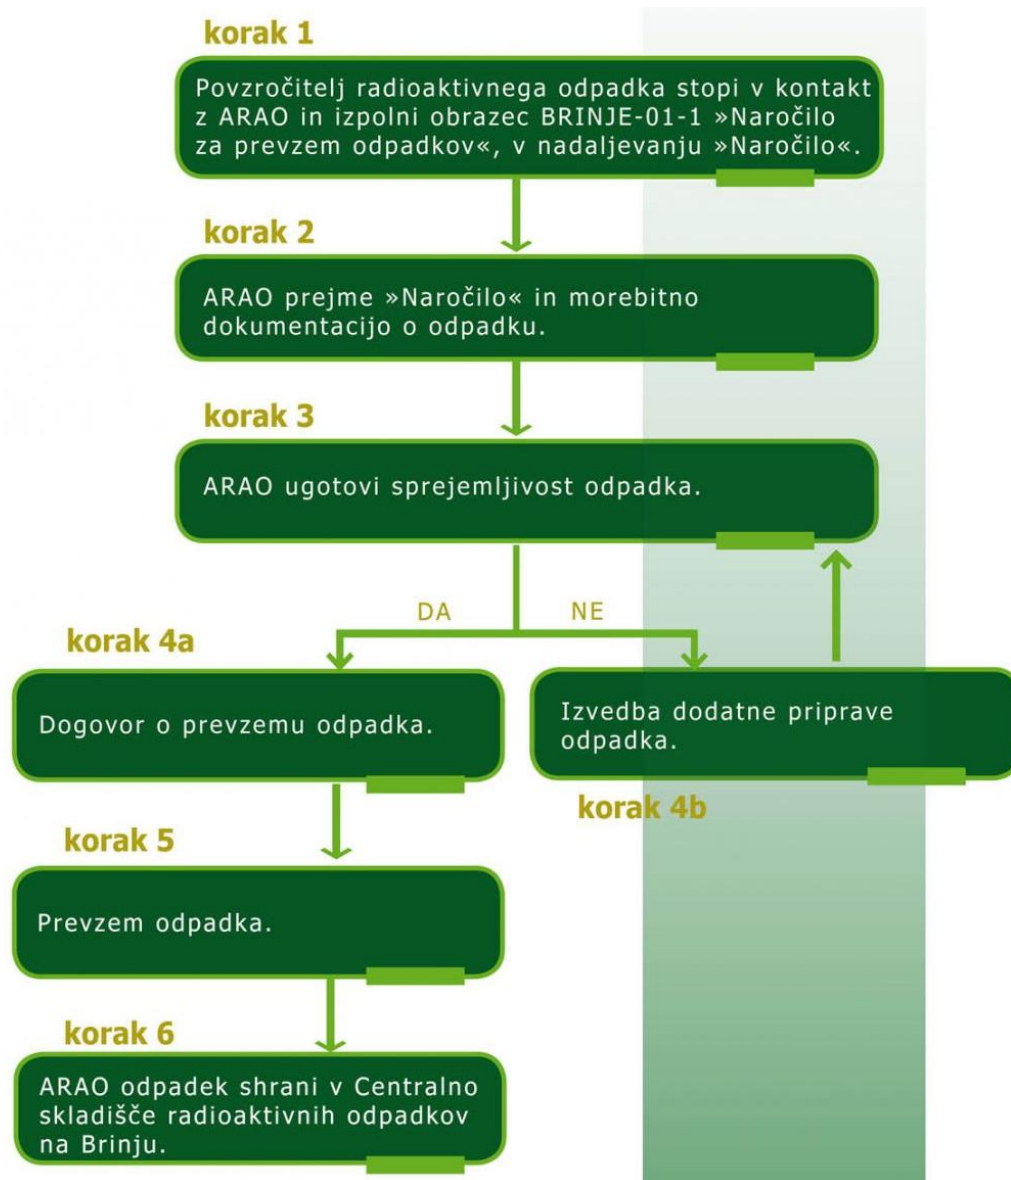 korak 1
Povzročitelj radioaktivnega odpadka stopi v kontakt
z ARAO in izpolni obrazec BRINJE-01-1 »Naročilo
za prevzem odpadkov«, v nadaljevanju »Naročilo«.
korak 2
ARAO prejme »Naročilo« in morebitno
dokumentacijo o odpadku.
korak 3
ARAO ugotovi sprejemljivost odpadka.
DA
NE
korak 4a
Dogovor o prevzemu odpadka.
Izvedba dodatne priprave
odpadka.
korak 4b
korak 5
Prevzem odpadka.
korak 6
ARAO odpadek shrani v Centralno
skladišče radioaktivnih odpadkov
na Brinju.